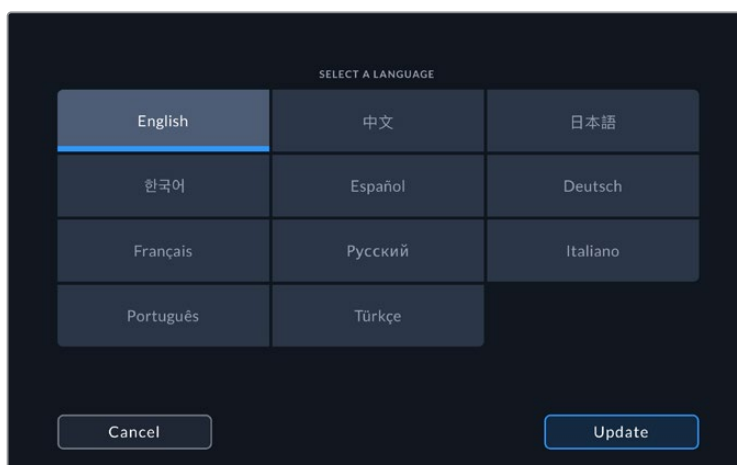 SELECT A LANGUAGE
English 中文 日本語
한국어 Español Deutsch
Français Русский Italiano
Português Türkçe
Cancel Update